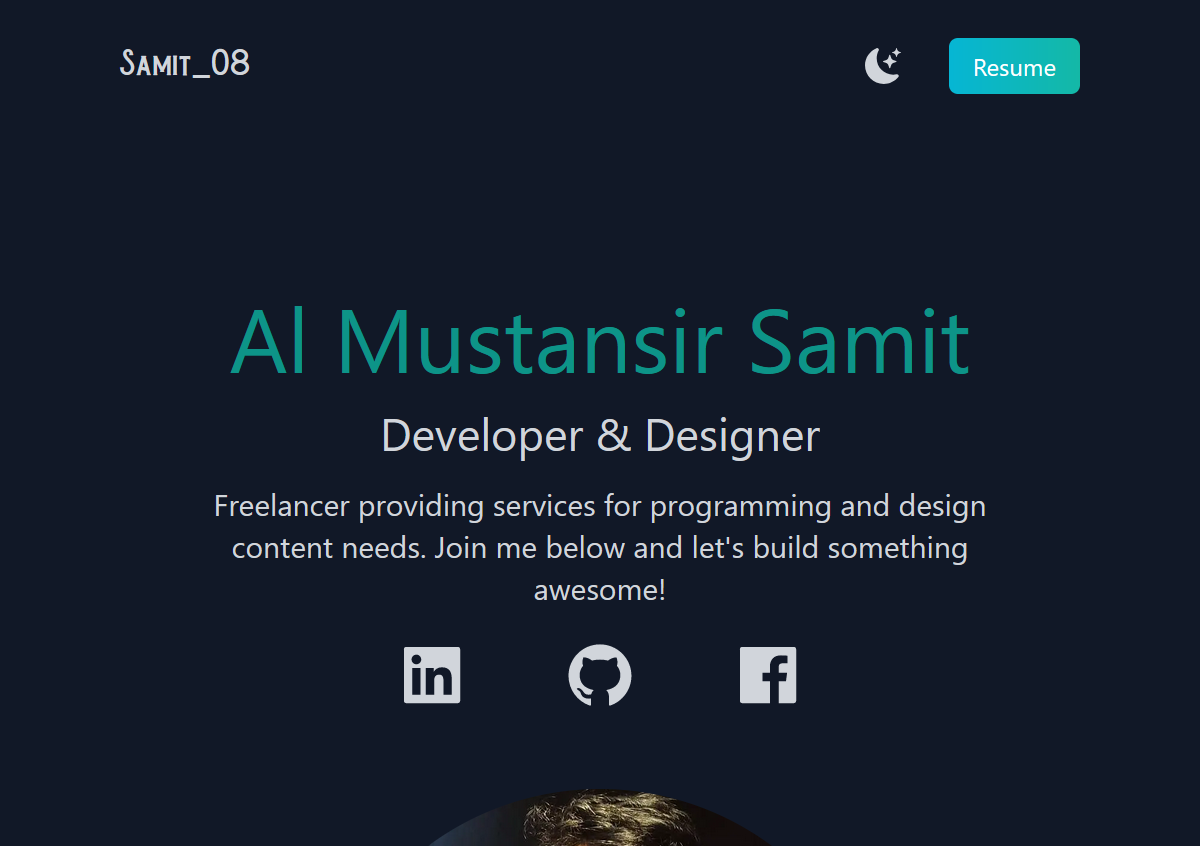 Samit_08
Resume
Al Mustansir Samit
Developer & Designer
Freelancer providing services for programming and design
content needs. Join me below and let's build something
awesome!
in